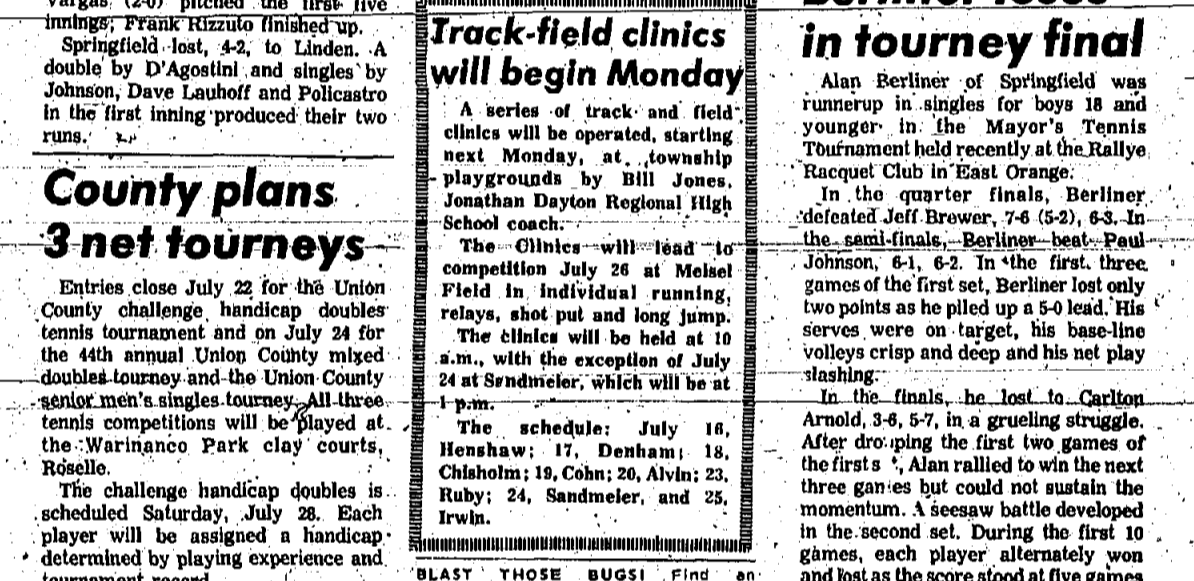 Vargas (2-0) pitched the first five
innings; Frank Rizzuto finished up.
Springfield lost, 4-2, to Linden. A
double by D'Agostini and singles by
Johnson, Dave Lauhoff and Policastro
in the first inning produced their two
runs.
County plans
3 net tourneys
Entries close July 22 for the Union
County challenge handicap doubles
tennis tournament and on July 24 for
the 44th annual Union County mixed
doubles tourney and the Union County
senior men's singles tourney. All three
tennis competitions will be played at
the Warinanco Park clay courts,
Roselle.
The challenge handicap doubles is
scheduled Saturday, July 28. Each
player will be assigned a handicap
determined by playing experience and
tournament record.
Track-field clinics
will begin Monday
A series of track and field
clinics will be operated, starting
next Monday, at township
playgrounds by Bill Jones,
Jonathan Dayton Regional High
School coach.
The Clinics will lead to
competition July 26 at Meisel
Field in individual running,
relays, shot put and long jump.
The clinics will be held at 10
a.m., with the exception of July
24 at Sandmeier, which will be at
1 p.m.
The schedule: July 16,
Henshaw; 17, Denham; 18,
Chisholm; 19, Cohn; 20, Alvin; 23,
Ruby; 24, Sandmeier, and 25,
Irwin.
BLAST THOSE BUGS! Find an
in tourney final
Alan Berliner of Springfield was
runnerup in singles for boys 18 and
younger in the Mayor's Tennis
Tournament held recently at the Rallye
Racquet Club in East Orange.
In the quarter finals, Berliner
defeated Jeff Brewer, 7-6 (5-2), 6-3. In
the semi-finals, Berliner beat Paul
Johnson, 6-1, 6-2. In the first three
games of the first set, Berliner lost only
two points as he piled up a 5-0 lead. His
serves were on target, his base-line
volleys crisp and deep and his net play
slashing.
In the finals, he lost to Carlton
Arnold, 3-6, 5-7, in a grueling struggle.
After dropping the first two games of
the first s, Alan rallied to win the next
three games but could not sustain the
momentum. A seesaw battle developed
in the second set. During the first 10
games, each player alternately won
and lost as the score stood at five games